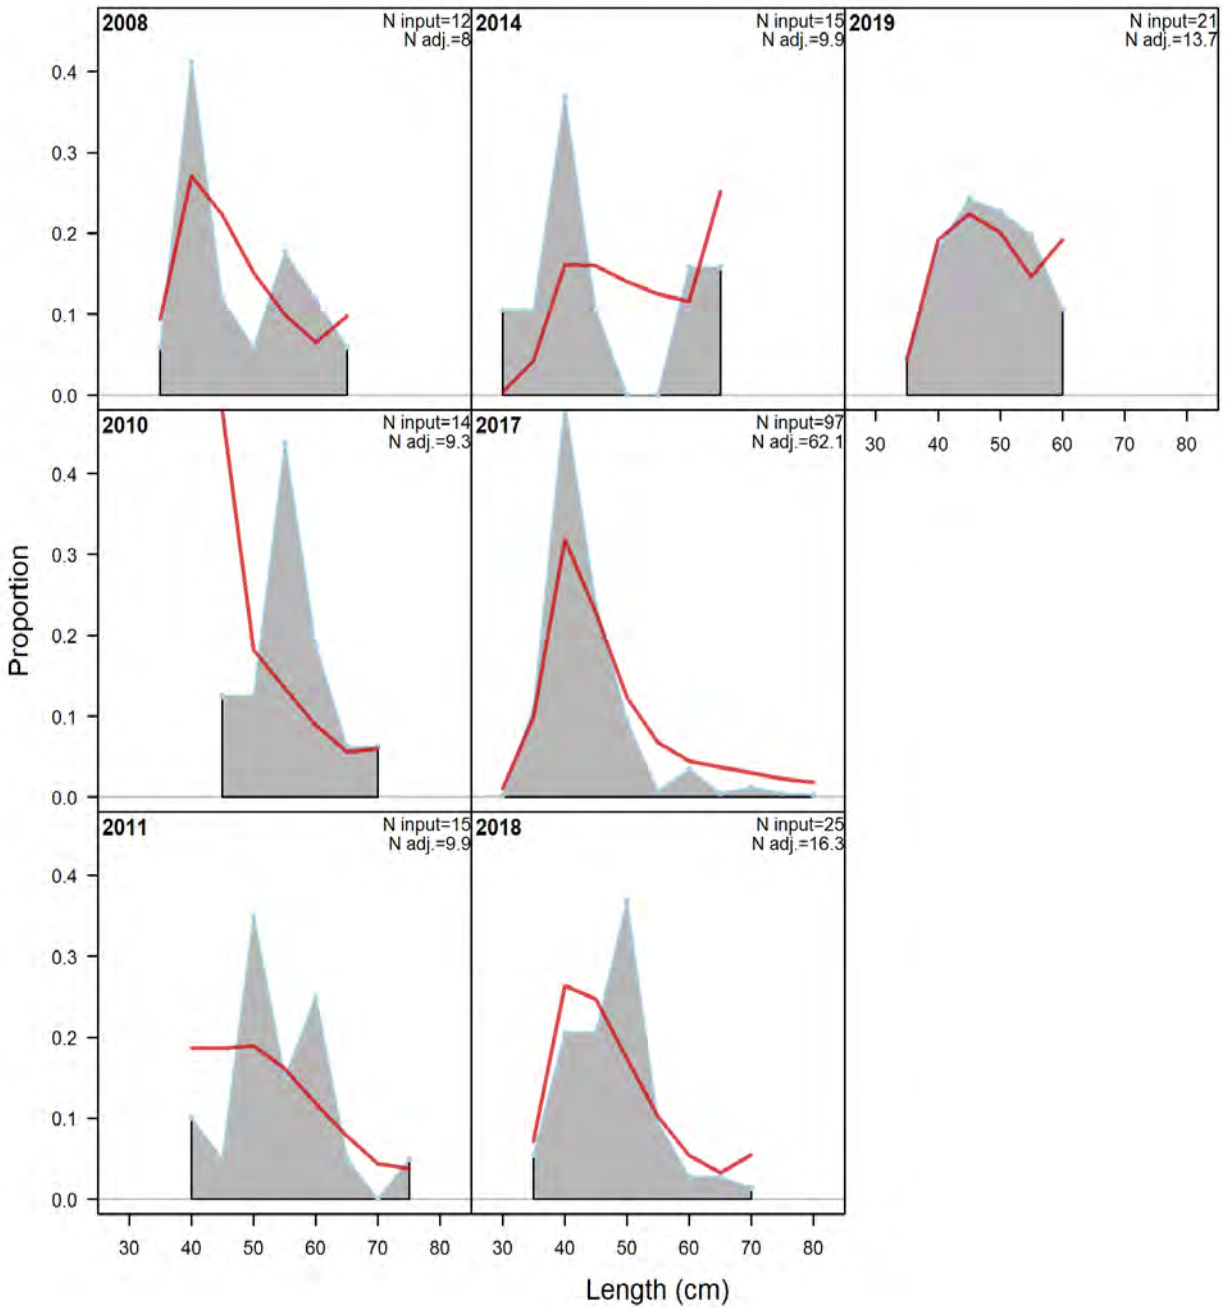 2008
N input=12
N adj.=8
2014
N input=15
N adj.=9.9
2019
N input=21
N adj.=13.7
0.4
0.3
0.2
0.1
0.0
30 40 50 60 70 80
2010
N input=14
N adj.=9.3
2017
N input=97
N adj.=62.1
0.4
0.3
0.2
0.1
0.0
Proportion
2011
N input=15
N adj.=9.9
2018
N input=25
N adj.=16.3
0.4
0.3
0.2
0.1
0.0
30 40 50 60 70 80
30 40 50 60 70 80
Length (cm)